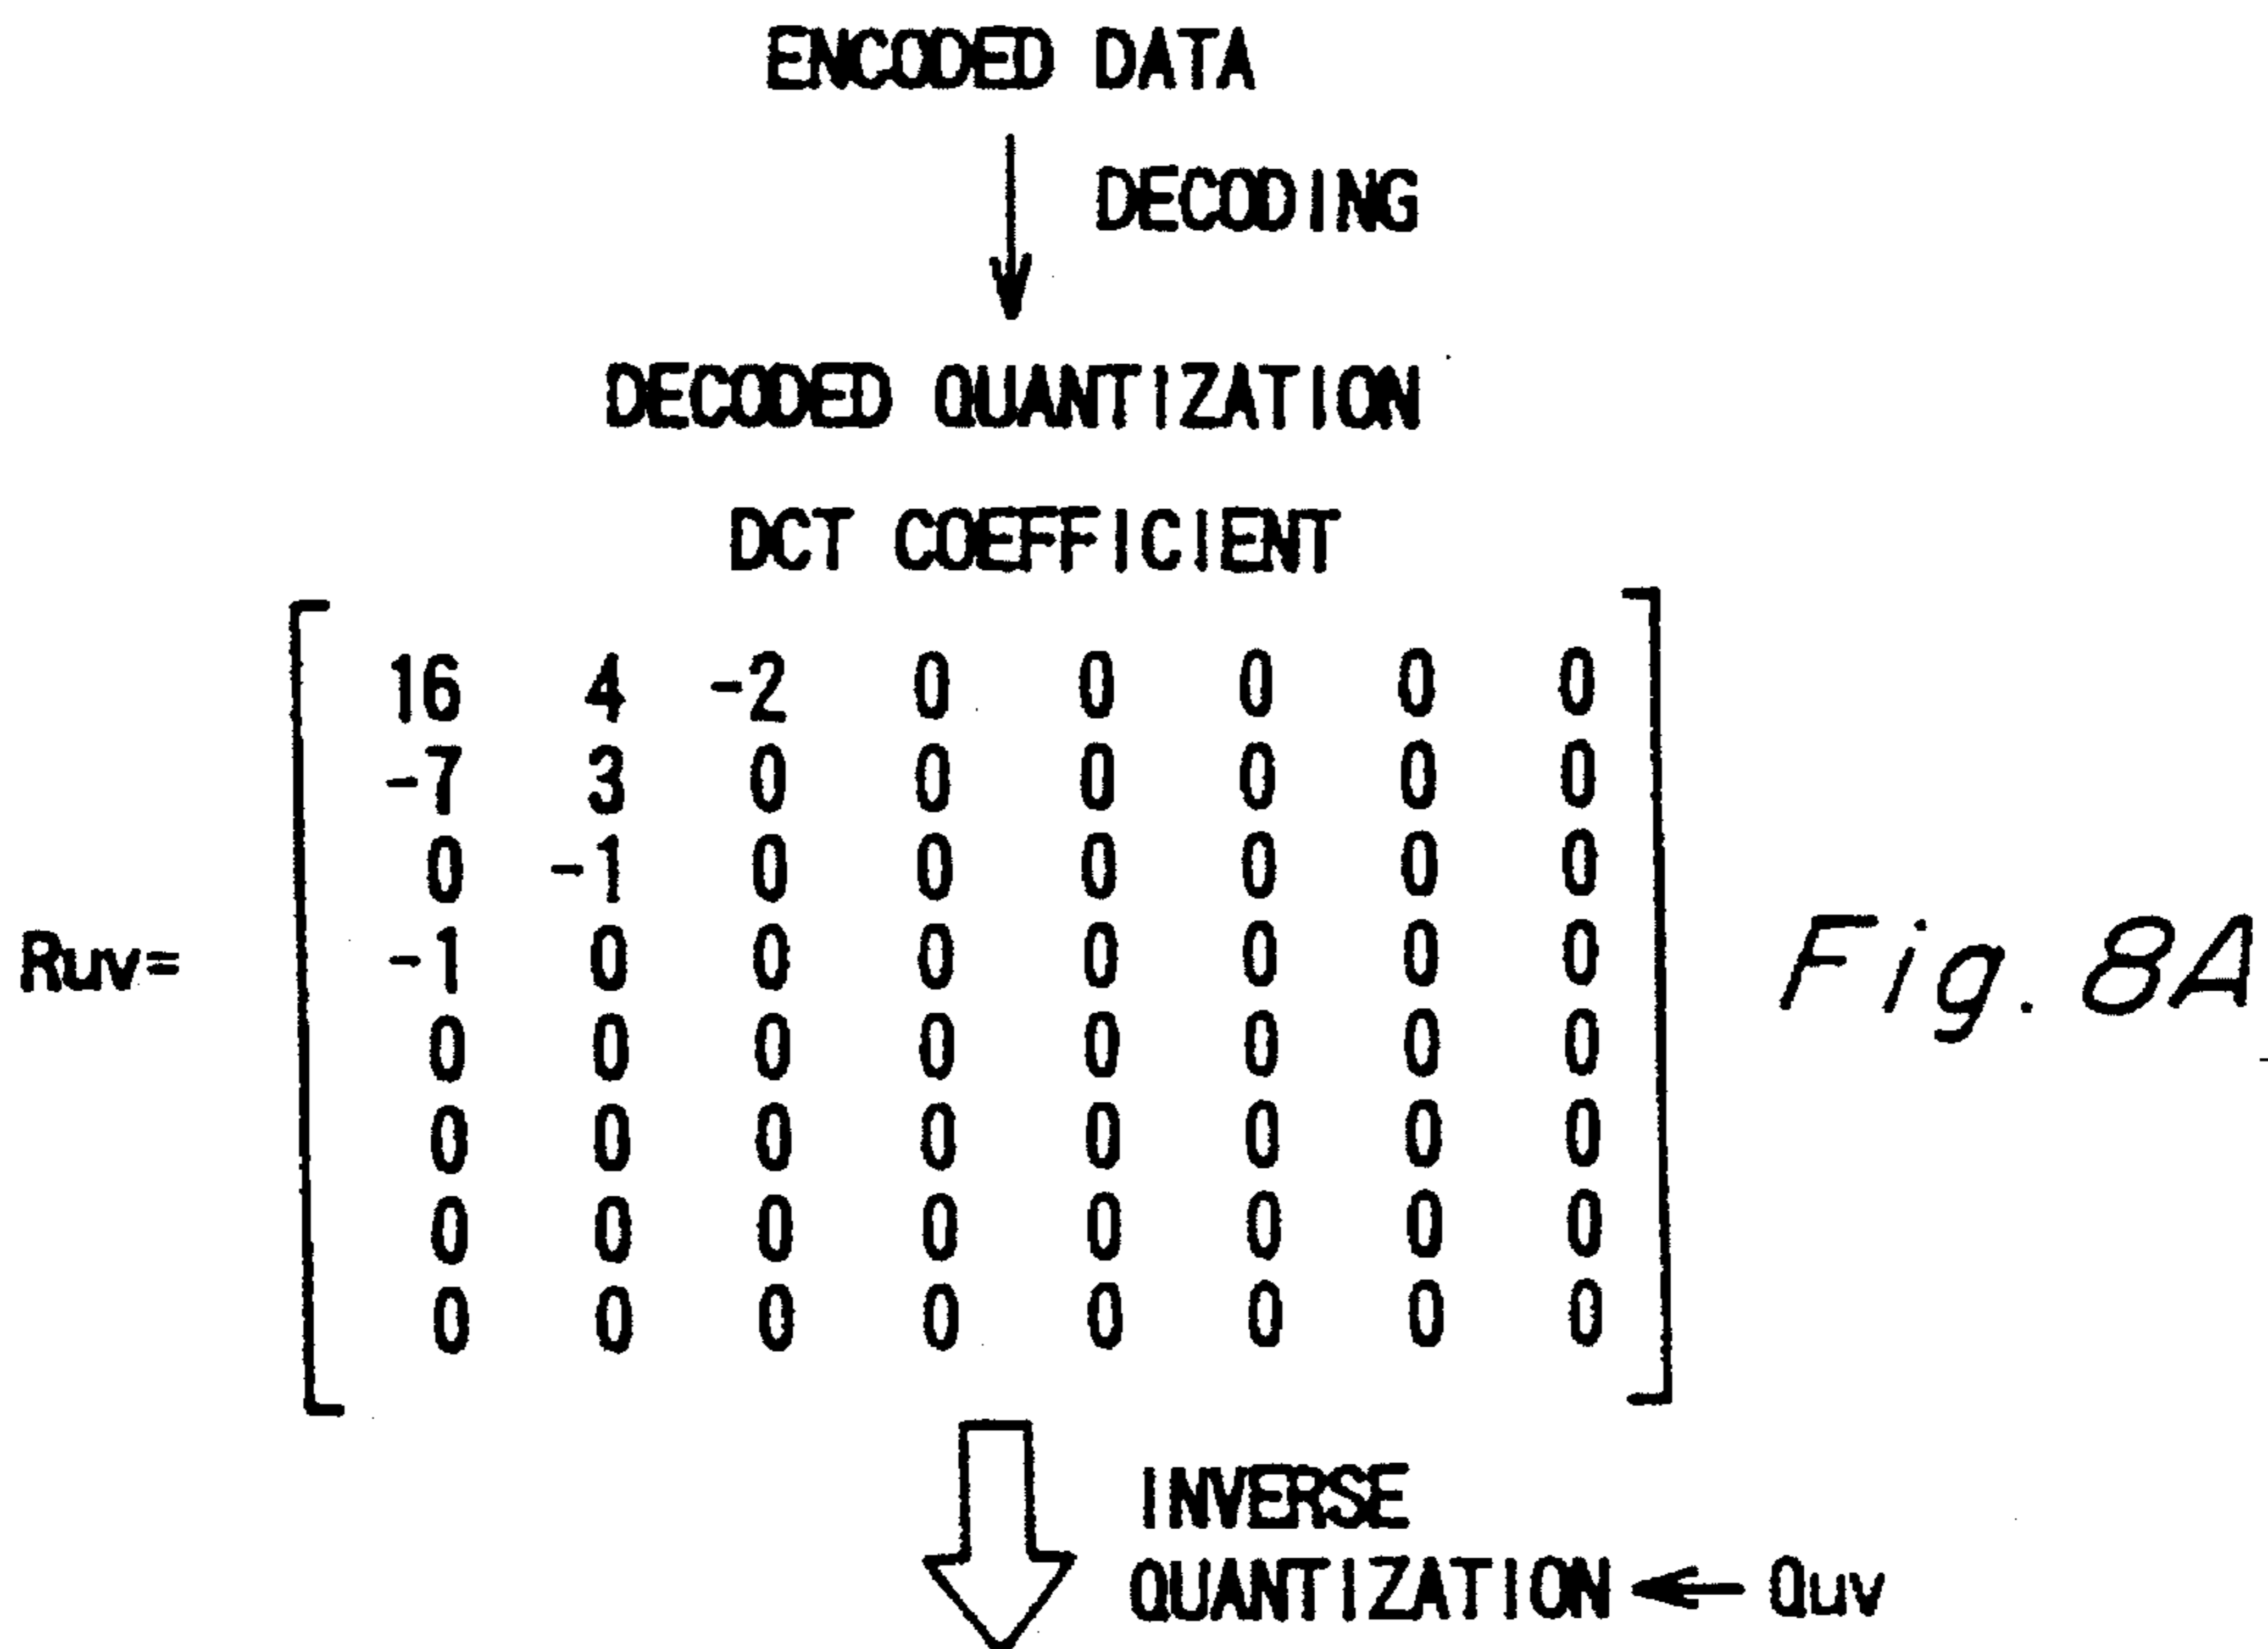 ENCODED DATA
DECODING
DECODED QUANTIZATION
DCT COEFFICIENT
16 4 -2 0 0 0 0 0
-7 3 0 0 0 0 0 0
0 -1 0 0 0 0 0 0
Ruv= -1 0 0 0 0 0 0 0 Fig. 8A
0 0 0 0 0 0 0 0
0 0 0 0 0 0 0 0
0 0 0 0 0 0 0 0
0 0 0 0 0 0 0 0
INVERSE
QUANTIZATION Quv